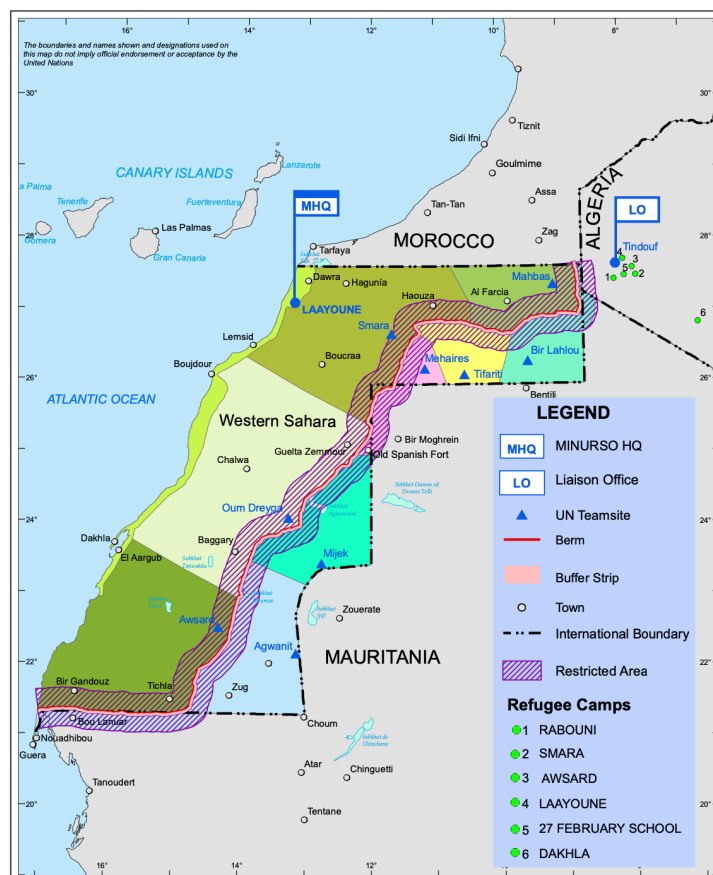 16°
14°
12°
10°
8°
The boundaries and names shown and designations used on
this map do not imply official endorsement or acceptance by the
United Nations
30°
Tiznit
Sidi Ifni
Goulmime
CANARY ISLANDS
Lanzarote
a Palma
Tenerife
Fuerteventura
MHQ
Assa
ALGERIA
LO
Tan-Tan
Gomera
Las Palmas
28°
Zag
MOROCCO
Tindouf
Gran Canaria
Tarfaya
4
3
Dawra
Hagunía
Mahbas
1
5
2
LAAYOUNE
Haouza
Al Farcia
Smara
6
Lemsid
Boucraa
Mehaires
Bir Lahlou
Tifariti
Boujdour
26°
Bentili
ATLANTIC OCEAN
Western Sahara
Guelta Zemmour
Bir Moghrein
Old Spanish Fort
Chalwa
Oum Dreyga
24°
Dakhla
El Aargub
Baggary
Mijek
Awsard
Zouerate
Agwanit
MAURITANIA
22°
Bir Gandouz
Tichla
Zug
Bou Lanuar
Choum
Nouadhibou
Guera
Atar
Chinguetti
Tanoudert
20°
Tentane
16°
14°
12°
LEGEND
MHQ MINURSO HQ
LO Liaison Office
UN Teamsite
Berm
Buffer Strip
Town
International Boundary
Restricted Area
Refugee Camps
1 RABOUNI
2 SMARA
3 AWSARD
4 LAAYOUNE
5 27 FEBRUARY SCHOOL
6 DAKHLA